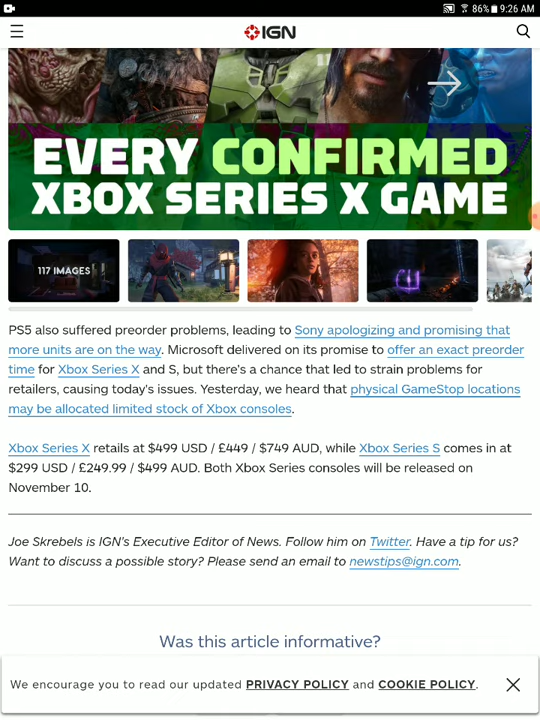 86% 9:26 AM
IGN
EVERY CONFIRMED
XBOX SERIES X GAME
117 IMAGES
PS5 also suffered preorder problems, leading to Sony apologizing and promising that
more units are on the way. Microsoft delivered on its promise to offer an exact preorder
time for Xbox Series X and S, but there's a chance that led to strain problems for
retailers, causing today's issues. Yesterday, we heard that physical GameStop locations
may be allocated limited stock of Xbox consoles.
Xbox Series X retails at $499 USD / £449 / $749 AUD, while Xbox Series S comes in at
$299 USD / £249.99 / $499 AUD. Both Xbox Series consoles will be released on
November 10.
Joe Skrebels is IGN's Executive Editor of News. Follow him on Twitter. Have a tip for us?
Want to discuss a possible story? Please send an email to newstips@ign.com.
Was this article informative?
We encourage you to read our updated PRIVACY POLICY and COOKIE POLICY.